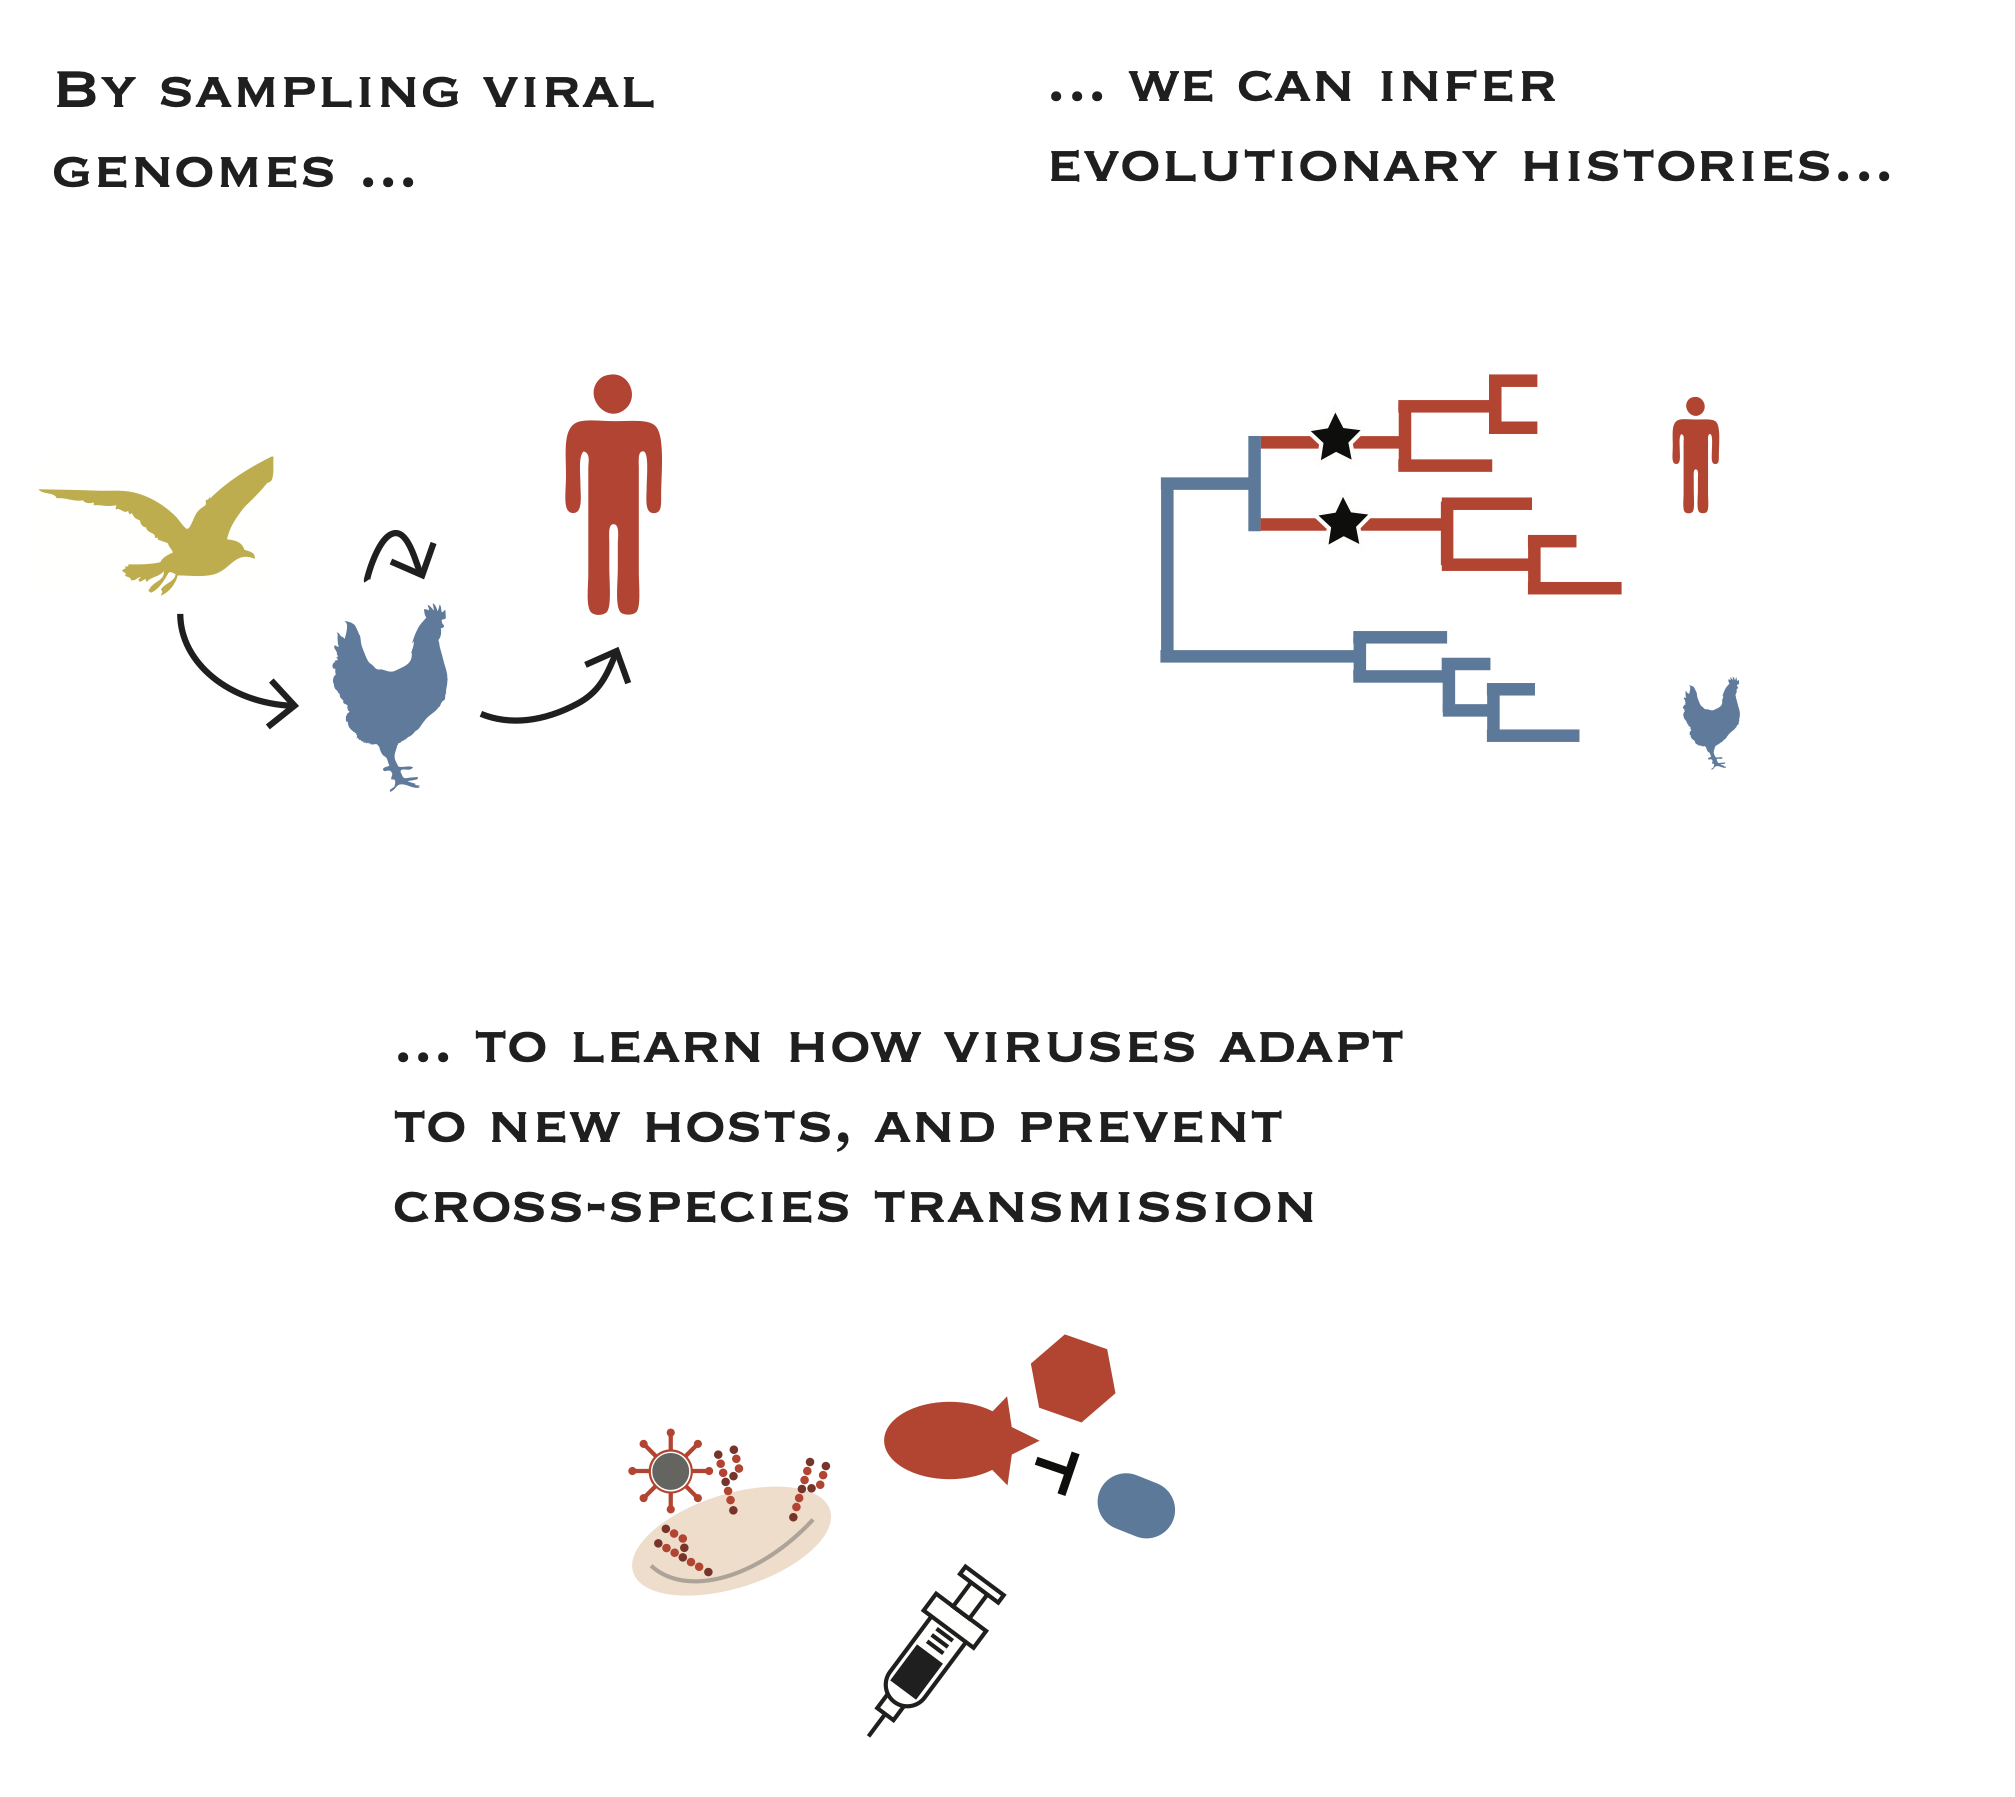 By sampling viral
genomes ...
... we can infer
evolutionary histories...
... to learn how viruses adapt
to new hosts, and prevent
cross-species transmission